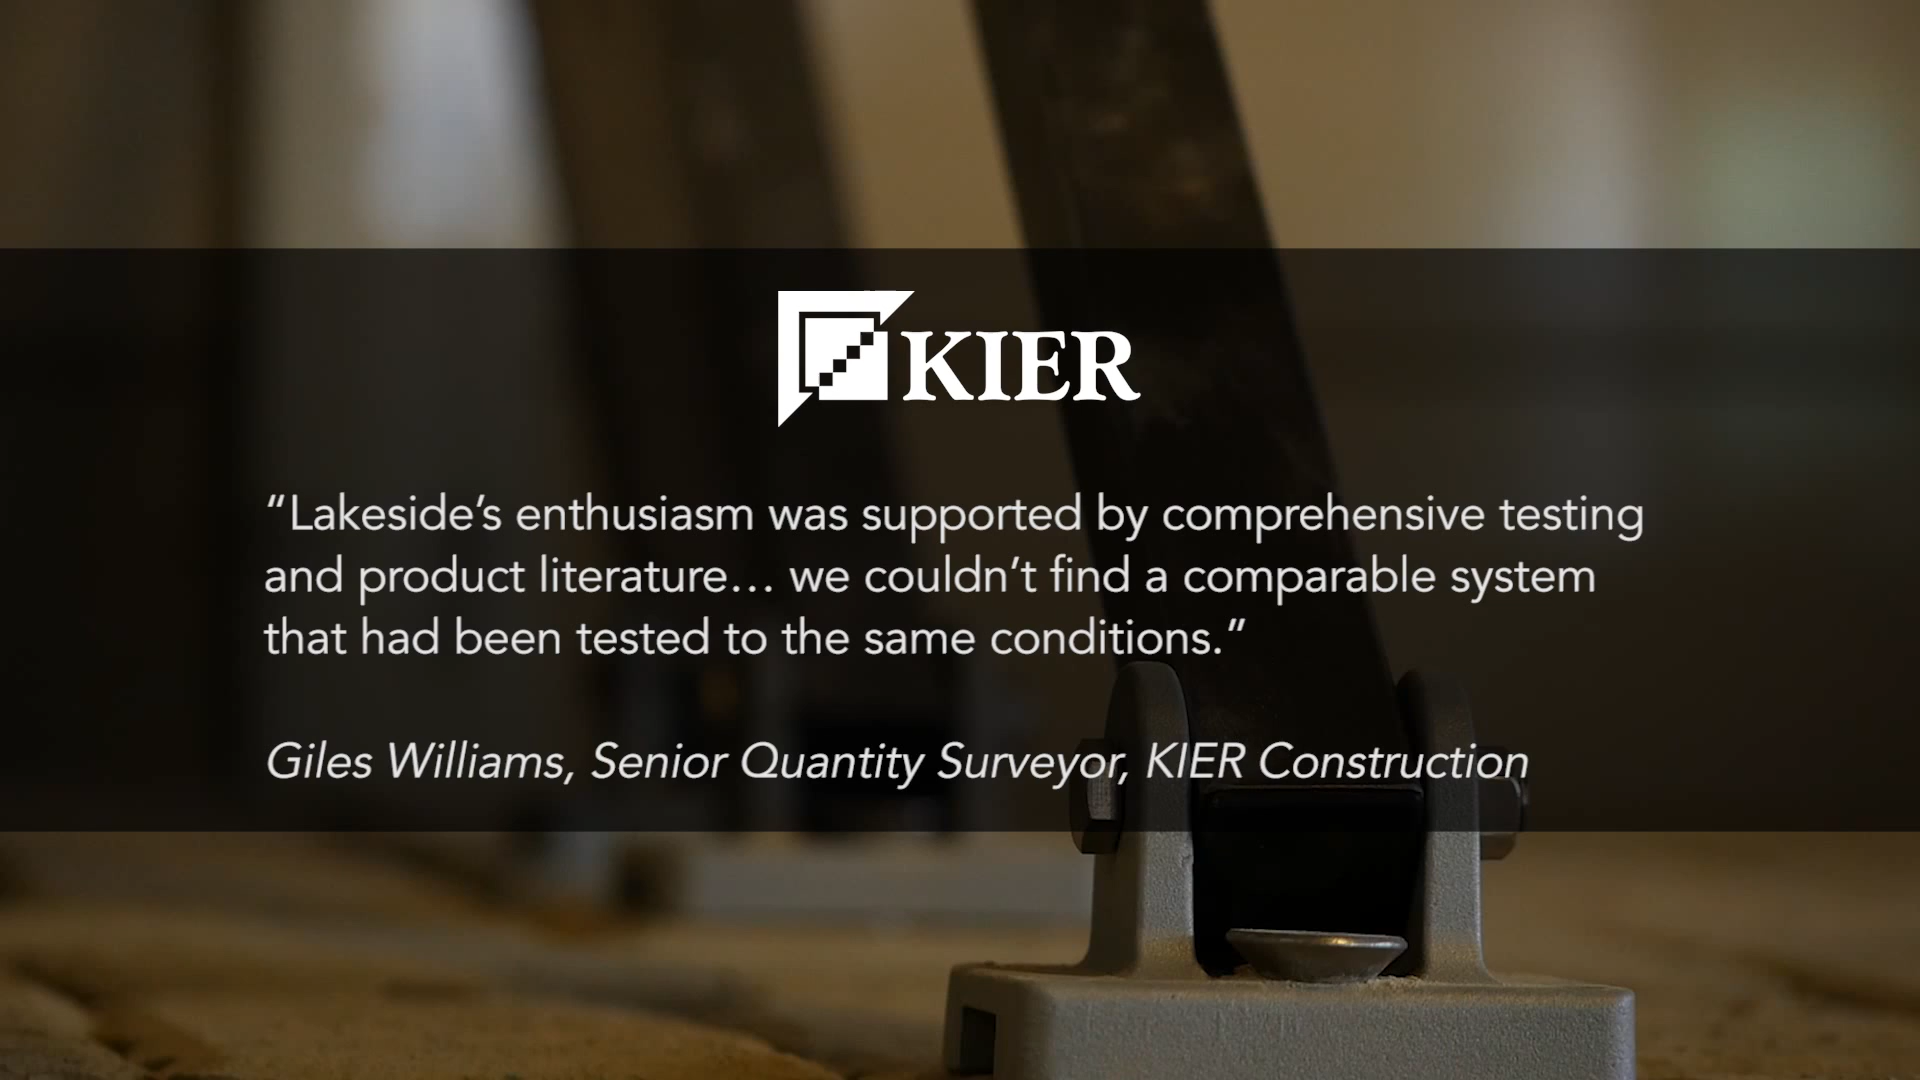 KIER
“Lakeside’s enthusiasm was supported by comprehensive testing
and product literature... we couldn’t find a comparable system
that had been tested to the same conditions.”
Giles Williams, Senior Quantity Surveyor, KIER Construction